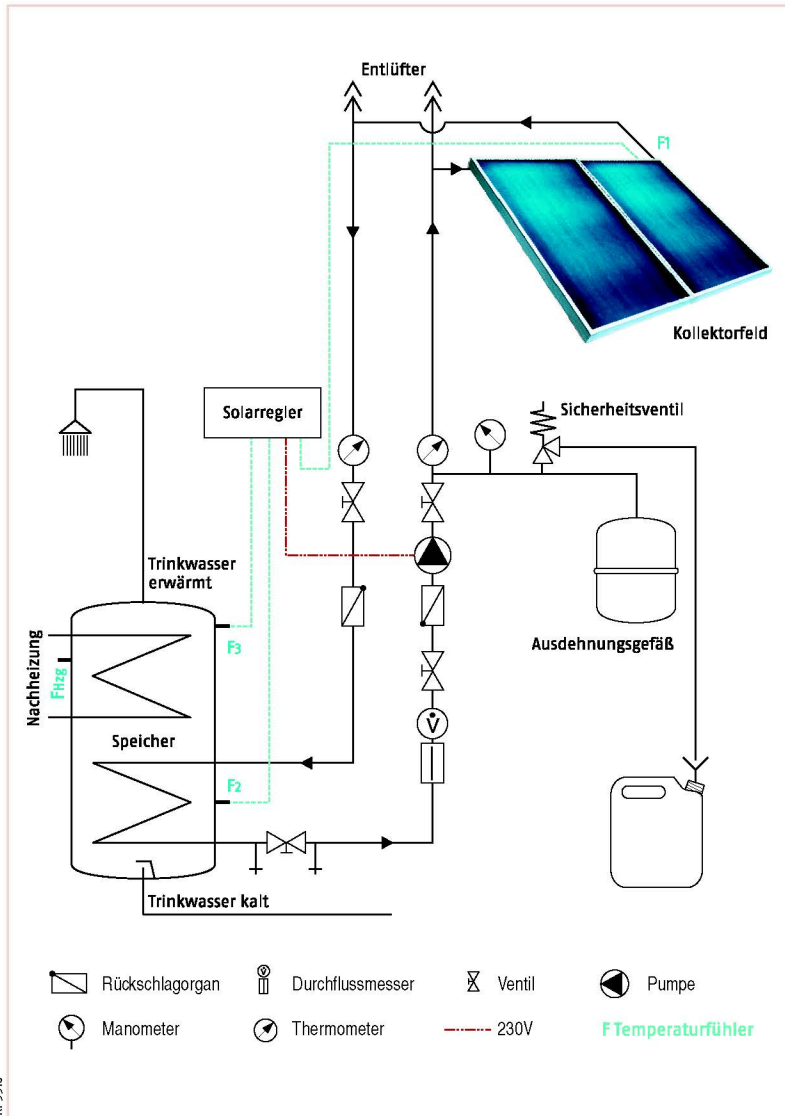 Entlüfter
F1
Kollektorfeld
Solarregler
Sicherheitsventil
Trinkwasser
erwärmt
Ausdehnungsgefäß
Nachheizung
FHzg
F3
Speicher
F2
Trinkwasser kalt
V̇
Rückschlagorgan
V̇
Durchflussmesser
Ventil
Pumpe
Manometer
Thermometer
230V
F Temperaturfühler